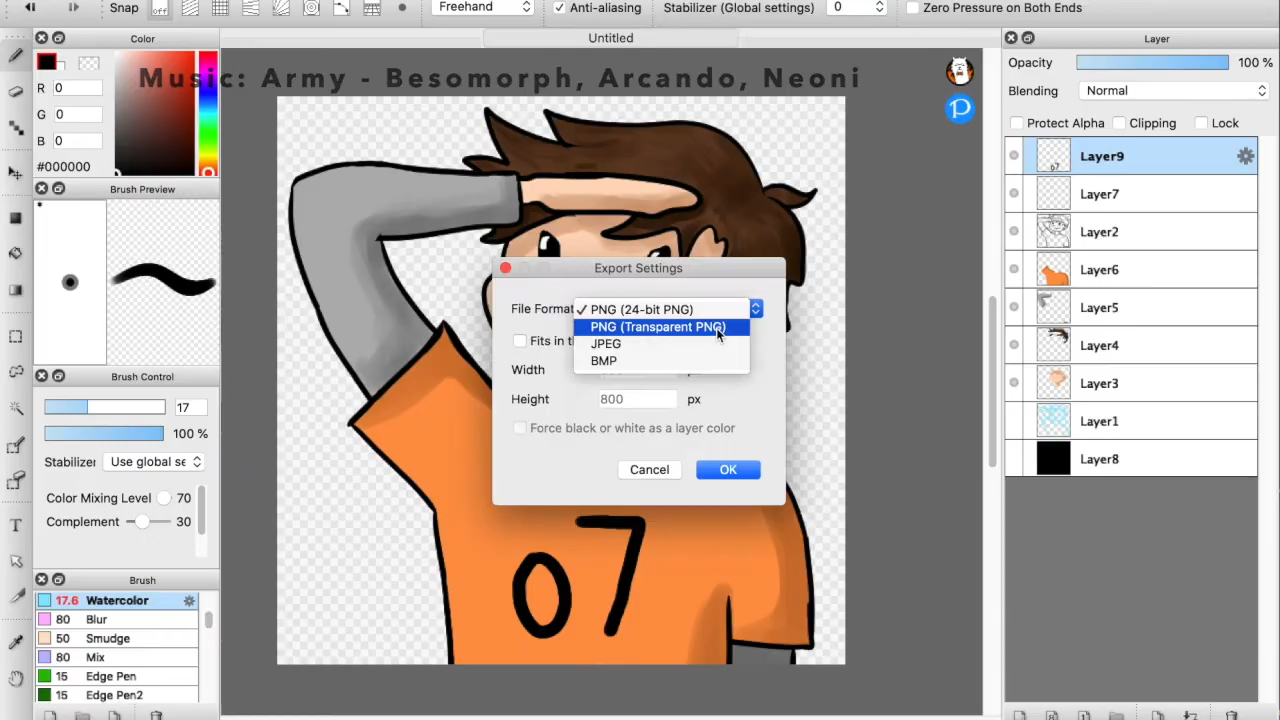 Snap off Freehand Anti-aliasing Stabilizer (Global settings) 0 Zero Pressure on Both Ends
Color
Untitled
Layer
Music: Army - Besomorph, Arcando, Neoni
R 0
G 0
B 0
#000000
Brush Preview
Brush Control
17
100 %
Stabilizer Use global se
Color Mixing Level 70
Complement 30
Brush
17.6 Watercolor
80 Blur
50 Smudge
80 Mix
15 Edge Pen
15 Edge Pen2
T
P
Export Settings
File Format PNG (24-bit PNG)
PNG (Transparent PNG)
JPEG
BMP
Fits in t
Width
Height 800 px
Force black or white as a layer color
Cancel OK
07
Opacity 100 %
Blending Normal
Protect Alpha Clipping Lock
Layer9
Layer7
Layer2
Layer6
Layer5
Layer4
Layer3
Layer1
Layer8